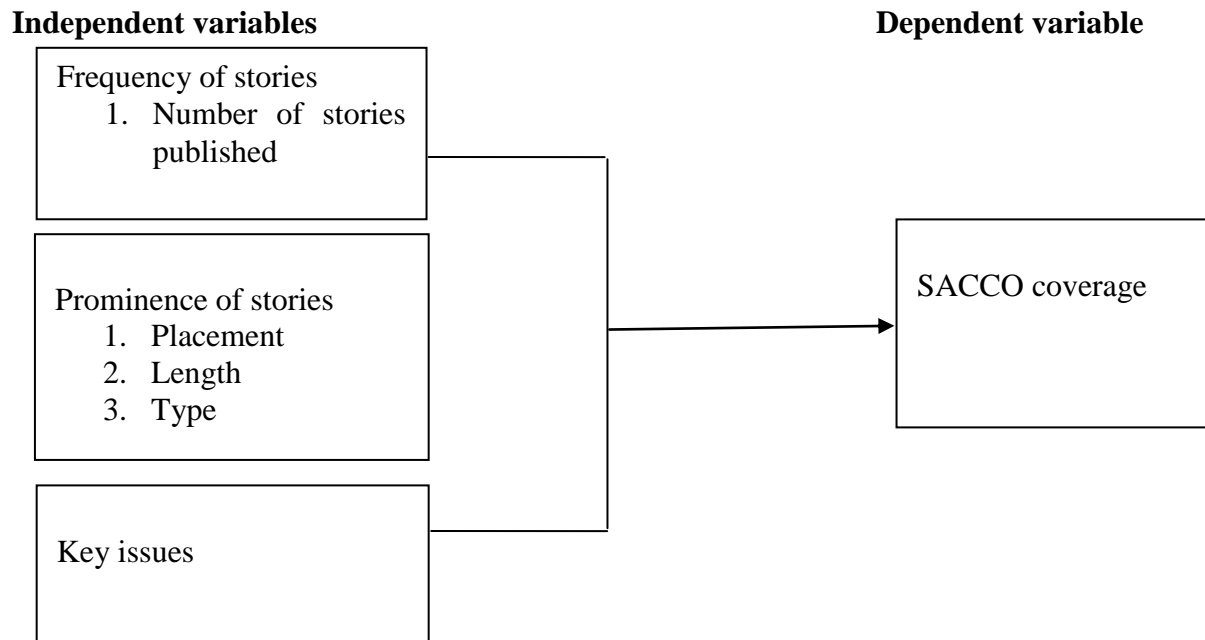 Independent variables
Dependent variable
Frequency of stories
1. Number of stories
published
Prominence of stories
1. Placement
2. Length
3. Type
SACCO coverage
Key issues